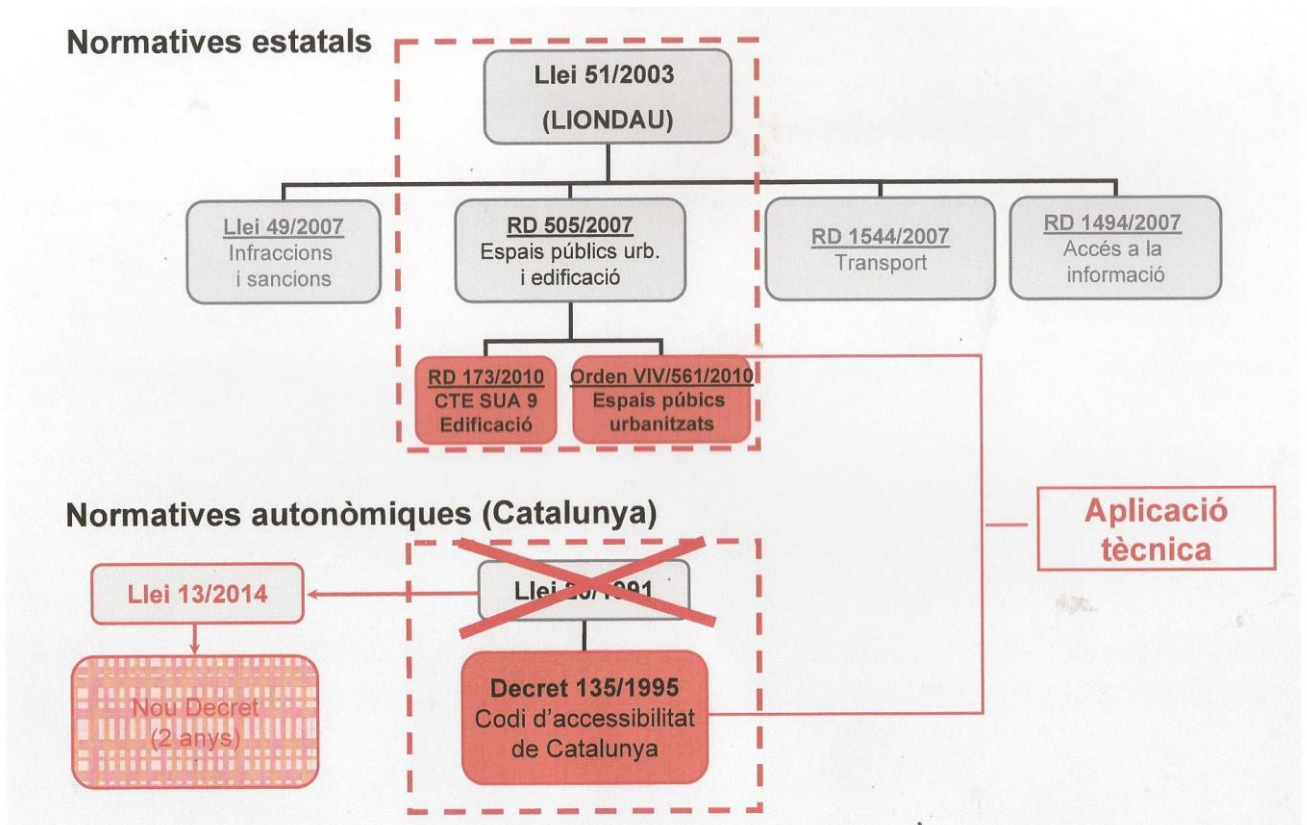 Normatives estatals
Llei 51/2003
(LIONDAU)
Llei 49/2007
Infraccions
i sancions
RD 505/2007
Espais públics urb.
i edificació
RD 1544/2007
Transport
RD 1494/2007
Accés a la
informació
RD 173/2010
CTE SUA 9
Edificació
Orden VIV/561/2010
Espais púbics
urbanitzats
Normatives autonòmiques (Catalunya)
Aplicació
tècnica
Llei 13/2014
Llei 20/1991
Nou Decret
(2 anys)
Decret 135/1995
Codi d'accessibilitat
de Catalunya